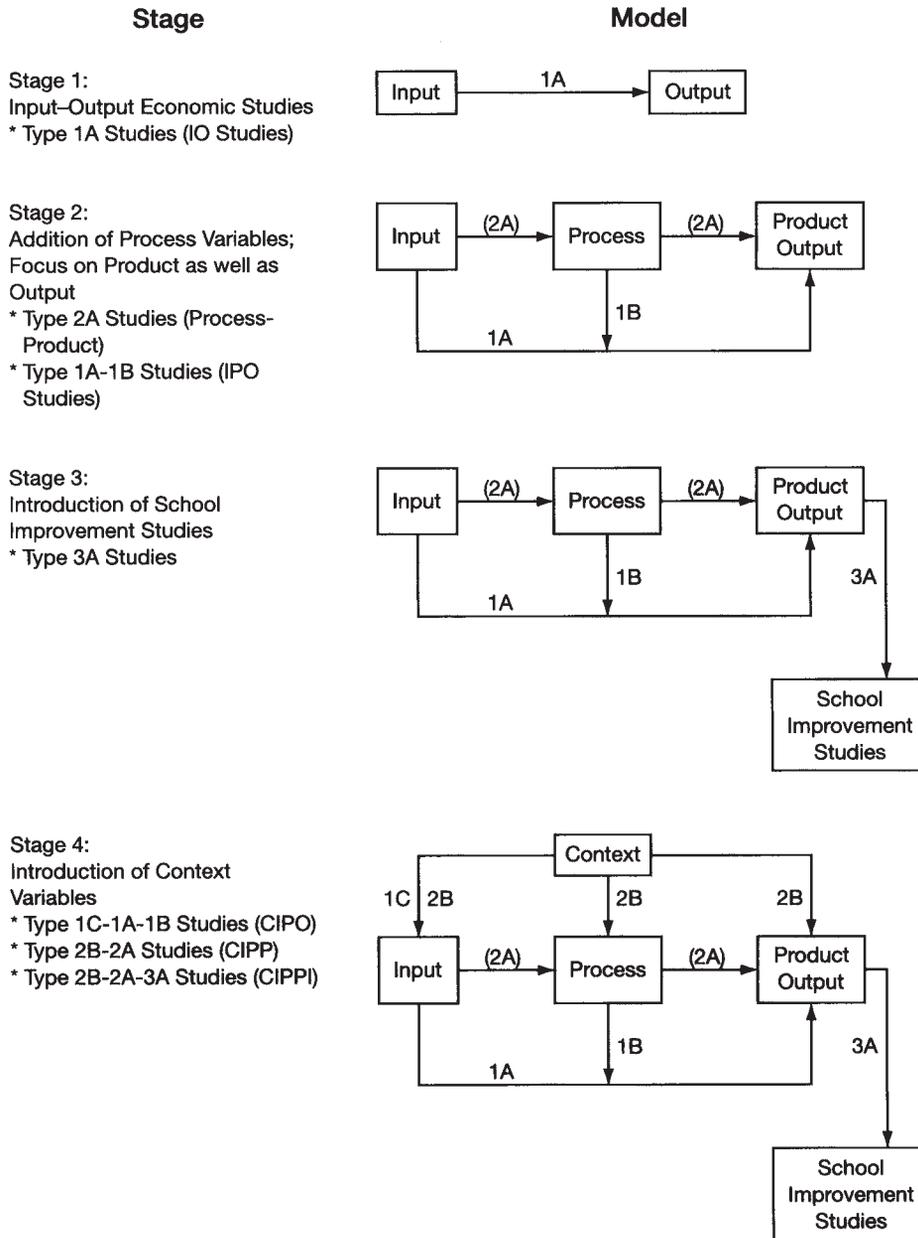 Stage
Model
Stage 1:
Input–Output Economic Studies
* Type 1A Studies (IO Studies)
Input
1A
Output
Stage 2:
Addition of Process Variables;
Focus on Product as well as
Output
* Type 2A Studies (Process-
Product)
* Type 1A-1B Studies (IPO
Studies)
Input
(2A)
Process
(2A)
Product
Output
1B
1A
Stage 3:
Introduction of School
Improvement Studies
* Type 3A Studies
Input
(2A)
Process
(2A)
Product
Output
1B
3A
1A
School
Improvement
Studies
Stage 4:
Introduction of Context
Variables
* Type 1C-1A-1B Studies (CIPO)
* Type 2B-2A Studies (CIPP)
* Type 2B-2A-3A Studies (CIPPI)
Context
1C
2B
2B
2B
Input
(2A)
Process
(2A)
Product
Output
1B
3A
1A
School
Improvement
Studies